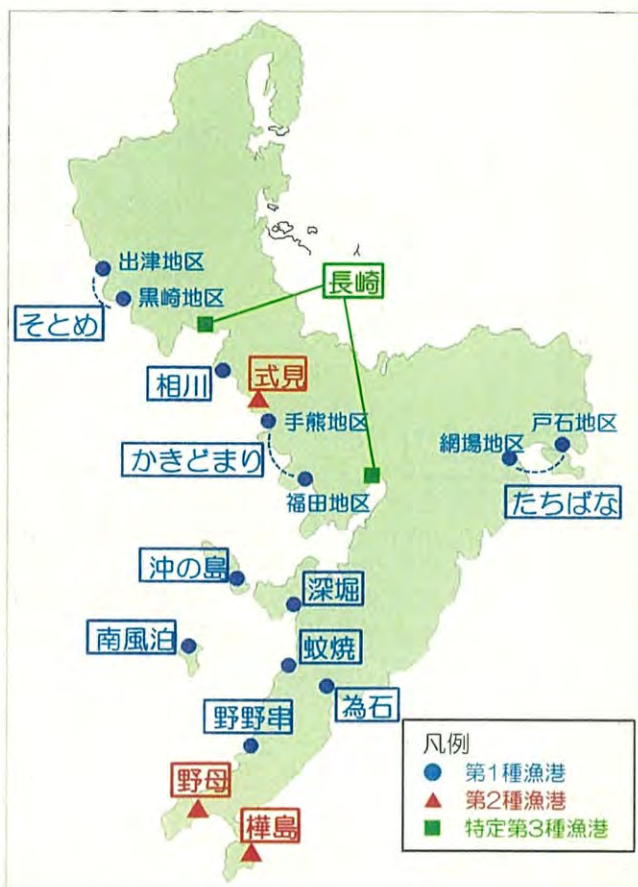 出津地区
長崎
黒崎地区
そとめ
相川
式見
手熊地区
戸石地区
網場地区
かきどまり
たちばな
福田地区
沖の島
深堀
南風泊
蚊焼
為石
野野串
凡例
第1種漁港
野母
第2種漁港
樺島
特定第3種漁港